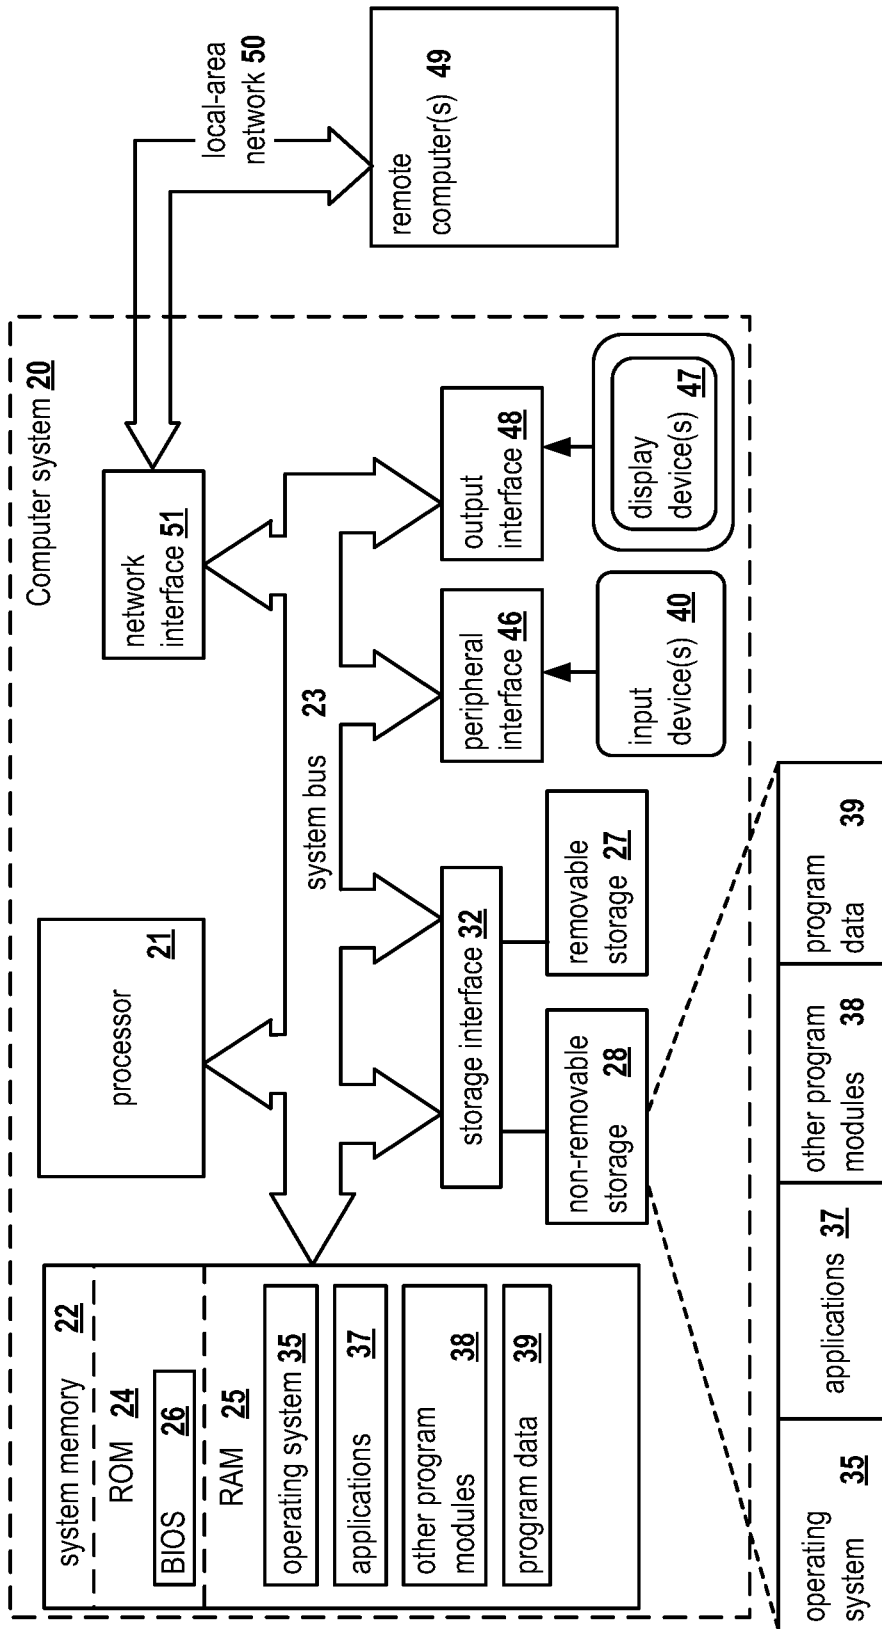 Computer system 20
system memory 22
ROM 24
BIOS 26
RAM 25
operating system 35
applications
37
other program
modules 38
program data 39
processor
21
network
interface 51
local-area
network 50
system bus 23
storage interface 32
peripheral
interface 46
output
interface 48
remote
computer(s) 49
non-removable
storage 28
removable
storage 27
input
device(s) 40
display
device(s) 47
operating
system 35
applications 37
other program
modules 38
program
data 39